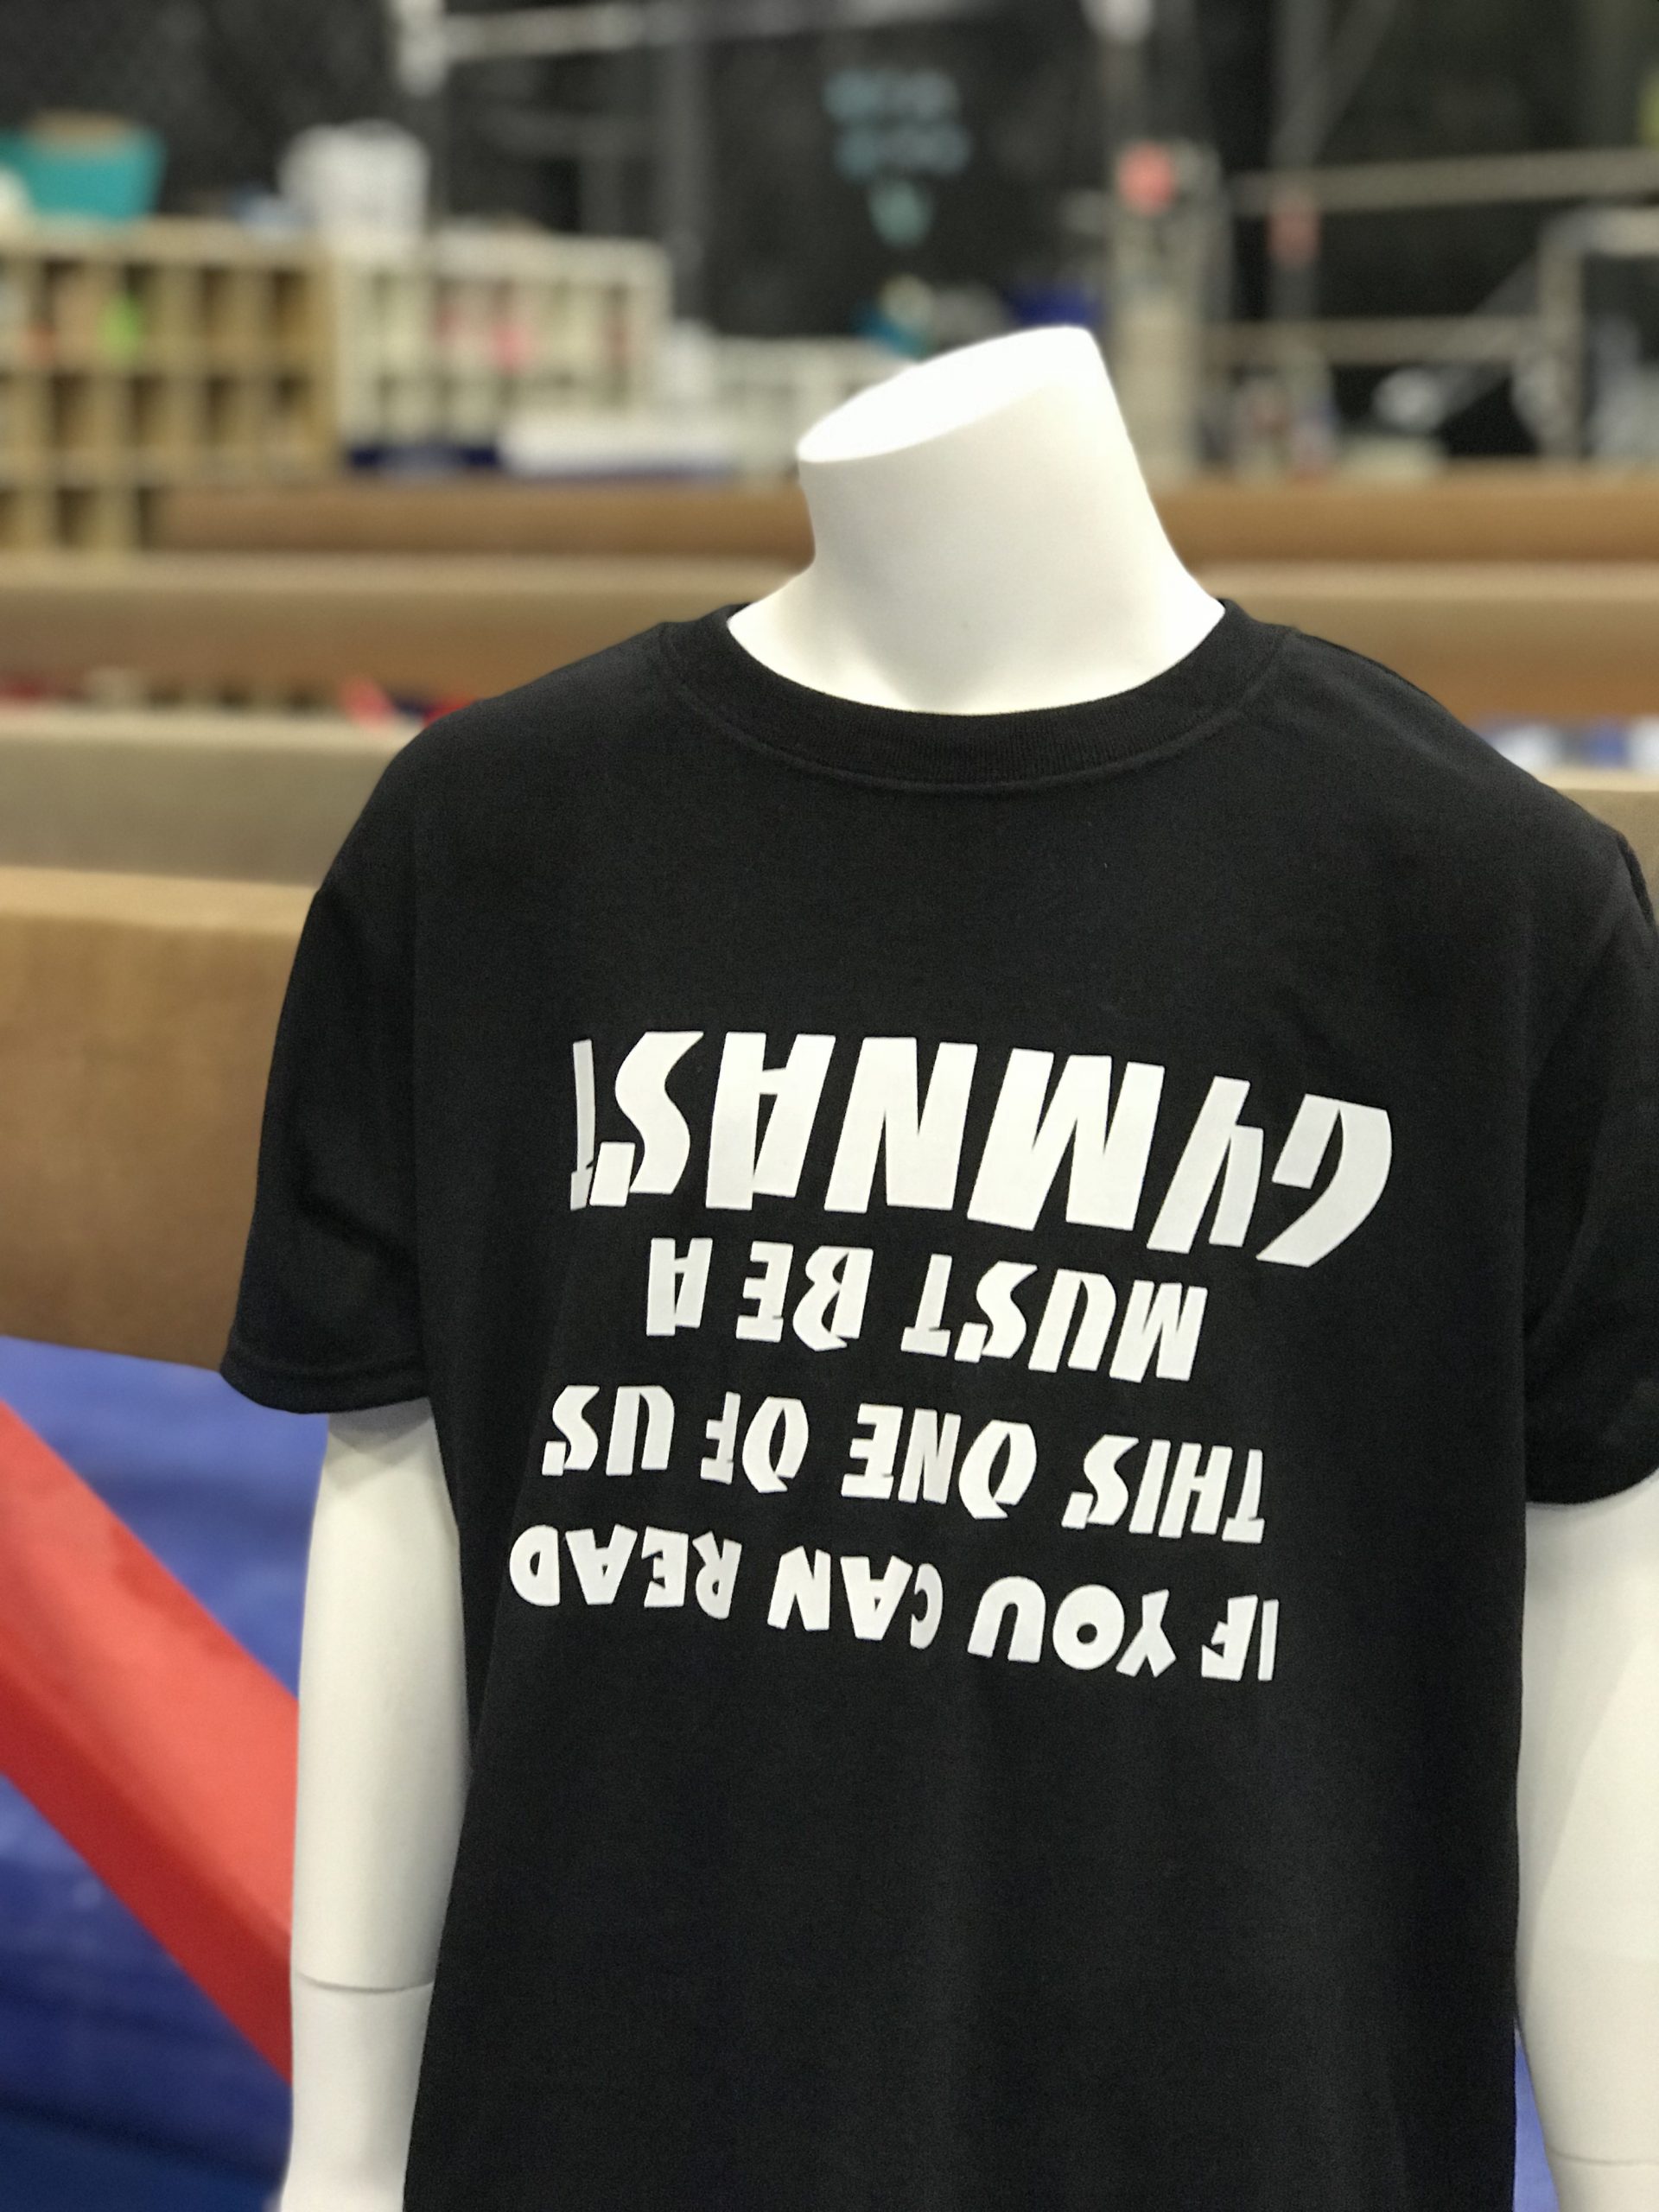 IF YOU CAN READ
THIS ONE OF US
MUST BE A
GYMNAST